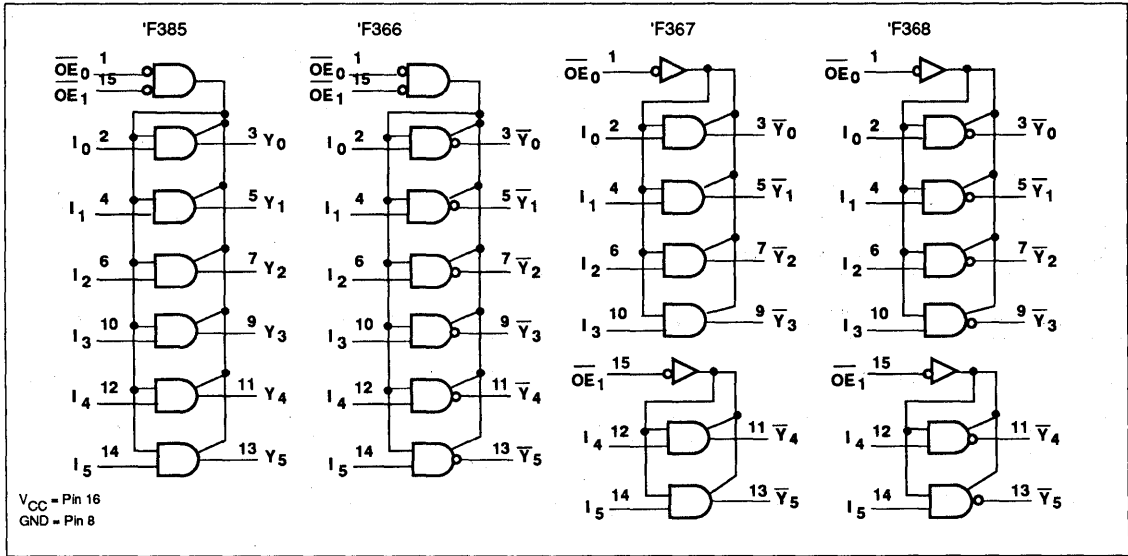 'F385
OE0 1
OE1 15
I0 2 3 Y0
I1 4 5 Y1
I2 6 7 Y2
I3 10 9 Y3
I4 12 11 Y4
I5 14 13 Y5
VCC = Pin 16
GND = Pin 8
'F366
OE0 1
OE1 15
I0 2 3 Y0
I1 4 5 Y1
I2 6 7 Y2
I3 10 9 Y3
I4 12 11 Y4
I5 14 13 Y5
'F367
OE0 1
I0 2 3 Y0
I1 4 5 Y1
I2 6 7 Y2
I3 10 9 Y3
OE1 15
I4 12 11 Y4
I5 14 13 Y5
'F368
OE0 1
I0 2 3 Y0
I1 4 5 Y1
I2 6 7 Y2
I3 10 9 Y3
OE1 15
I4 12 11 Y4
I5 14 13 Y5